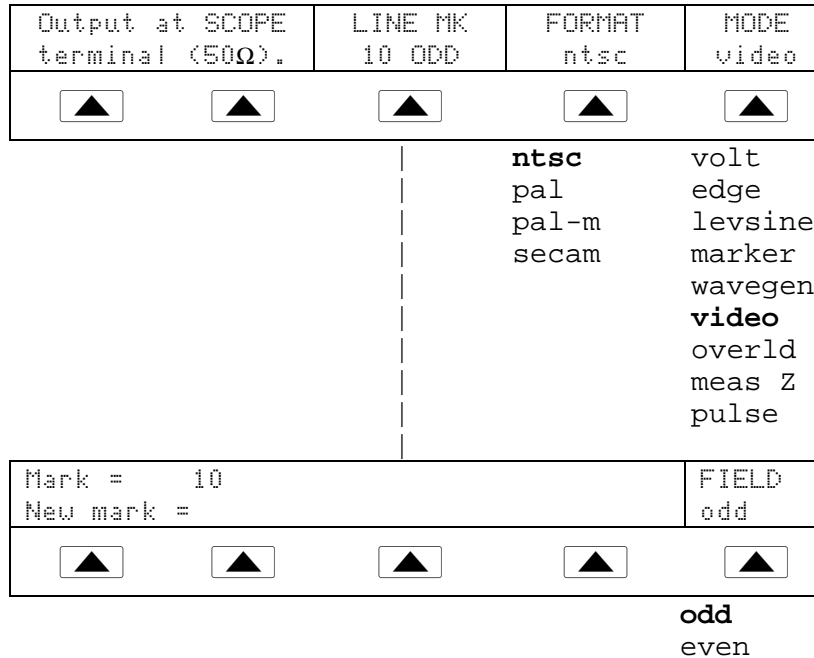 Output at SCOPE LINE MK FORMAT MODE
terminal (50Ω). 10 ODD ntsc video
ntsc volt
pal edge
pal-m levsine
secam marker
wavegen
video
overld
meas Z
pulse
Mark = 10 FIELD
New mark = odd
odd
even